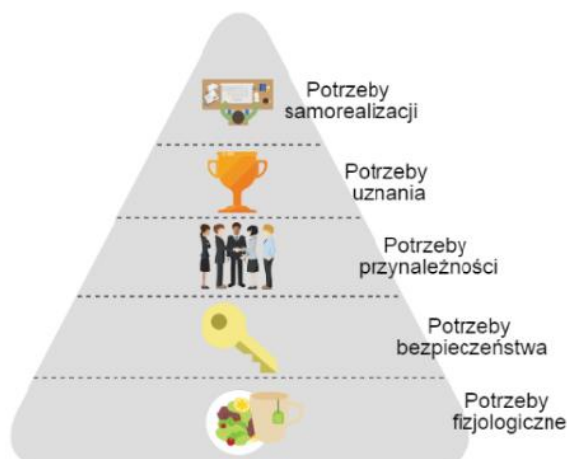 Potrzeby
samorealizacji
Potrzeby
uznania
Potrzeby
przynależności
Potrzeby
bezpieczeństwa
Potrzeby
fizjologiczne